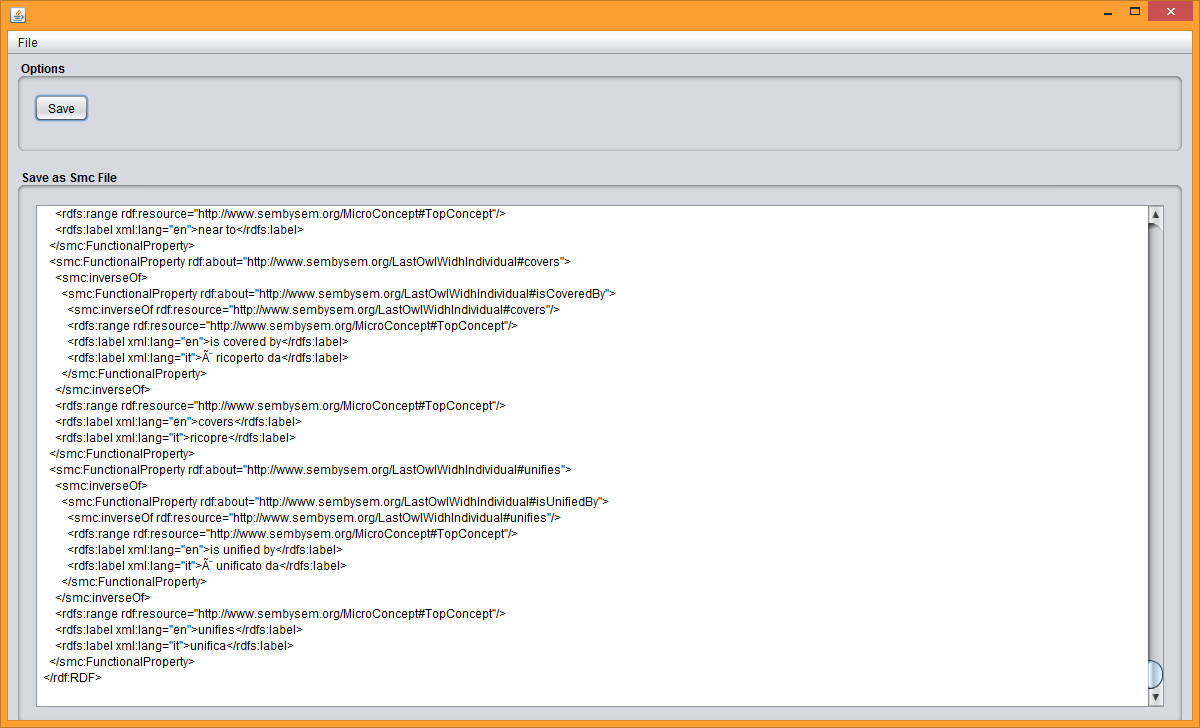 File
Options
Save
Save as Smc File
<rdfs:range rdf:resource="http://www.sembysem.org/MicroConcept#TopConcept"/>
<rdfs:label xml:lang="en">near to</rdfs:label>
</smc:FunctionalProperty>
<smc:FunctionalProperty rdf:about="http://www.sembysem.org/LastOwlWidhIndividual#covers">
<smc:inverseOf>
<smc:FunctionalProperty rdf:about="http://www.sembysem.org/LastOwlWidhIndividual#isCoveredBy">
<smc:inverseOf rdf:resource="http://www.sembysem.org/LastOwlWidhIndividual#covers"/>
<rdfs:range rdf:resource="http://www.sembysem.org/MicroConcept#TopConcept"/>
<rdfs:label xml:lang="en">is covered by</rdfs:label>
<rdfs:label xml:lang="it">Ã¨ ricoperto da</rdfs:label>
</smc:FunctionalProperty>
</smc:inverseOf>
<rdfs:range rdf:resource="http://www.sembysem.org/MicroConcept#TopConcept"/>
<rdfs:label xml:lang="en">covers</rdfs:label>
<rdfs:label xml:lang="it">ricopre</rdfs:label>
</smc:FunctionalProperty>
<smc:FunctionalProperty rdf:about="http://www.sembysem.org/LastOwlWidhIndividual#unifies">
<smc:inverseOf>
<smc:FunctionalProperty rdf:about="http://www.sembysem.org/LastOwlWidhIndividual#isUnifiedBy">
<smc:inverseOf rdf:resource="http://www.sembysem.org/LastOwlWidhIndividual#unifies"/>
<rdfs:range rdf:resource="http://www.sembysem.org/MicroConcept#TopConcept"/>
<rdfs:label xml:lang="en">is unified by</rdfs:label>
<rdfs:label xml:lang="it">Ã¨ unificato da</rdfs:label>
</smc:FunctionalProperty>
</smc:inverseOf>
<rdfs:range rdf:resource="http://www.sembysem.org/MicroConcept#TopConcept"/>
<rdfs:label xml:lang="en">unifies</rdfs:label>
<rdfs:label xml:lang="it">unifica</rdfs:label>
</smc:FunctionalProperty>
</rdf:RDF>